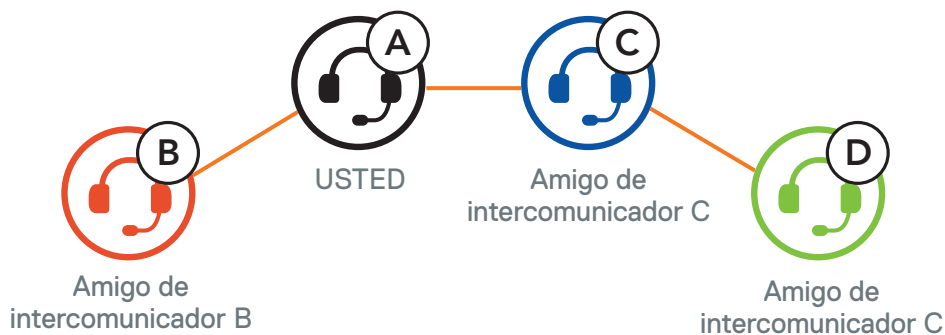 A
C
B
D
USTED
Amigo de
intercomunicador C
Amigo de
intercomunicador B
Amigo de
intercomunicador C